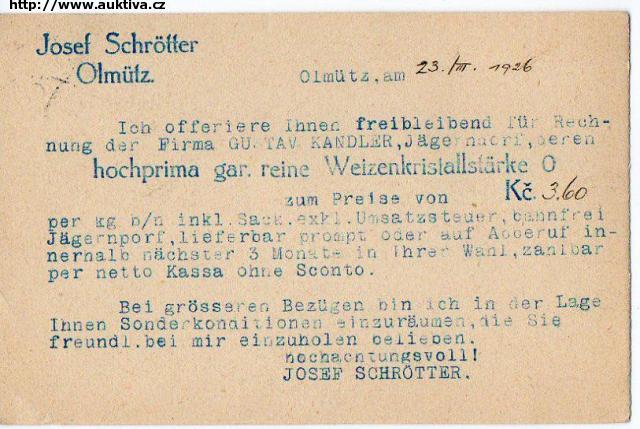 http://www.auktiva.cz
Josef Schrötter
Olmütz.
Olmütz, am 23. III. 1926
Ich offeriere Ihnen freibleibend für Rech-
nung der Firma GUSTAV KANDLER, Jägerndorf, deren
hochprima gar. reine Weizenkristallstärke 0
zum Preise von Kč. 3.60
per kg b/n inkl. Sack. exkl. Umsatzsteuer, bahnfrei
Jägernporf, lieferbar prompt oder auf Abberuf in-
nerhalb nächster 3 Monate in Ihrer Wahl, zahlbar
per netto Kassa ohne Sconto.
Bei grösseren Bezügen bin ich in der Lage
Ihnen Sonderkonditionen einzuräumen, die Sie
freundl. bei mir einzuholen belieben.
hochachtungsvoll!
JOSEF SCHRÖTTER.